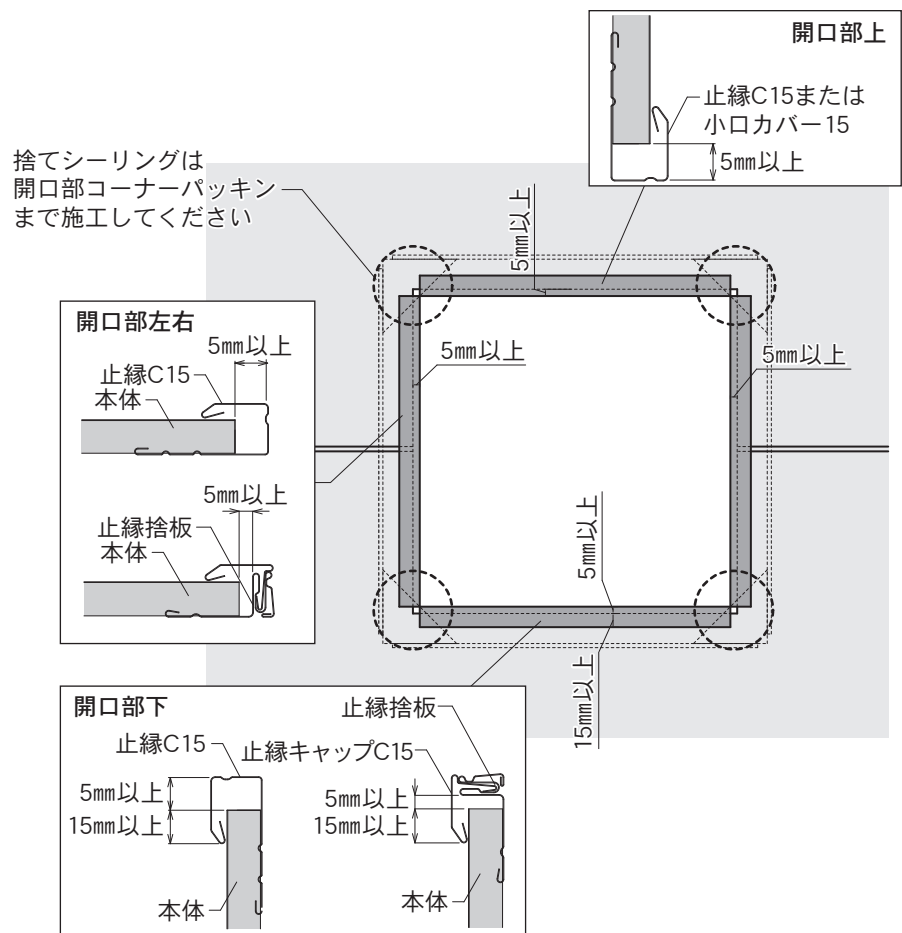 開口部上
止縁C15または
小口カバー15
5㎜以上
捨てシーリングは
開口部コーナーパッキン
まで施工してください
5㎜以上
開口部左右
5㎜以上
止縁C15
本体
5㎜以上
止縁捨板
本体
5㎜以上
5㎜以上
5㎜以上
15㎜以上
開口部下
止縁C15
5㎜以上
15㎜以上
本体
止縁捨板
止縁キャップC15
5㎜以上
15㎜以上
本体